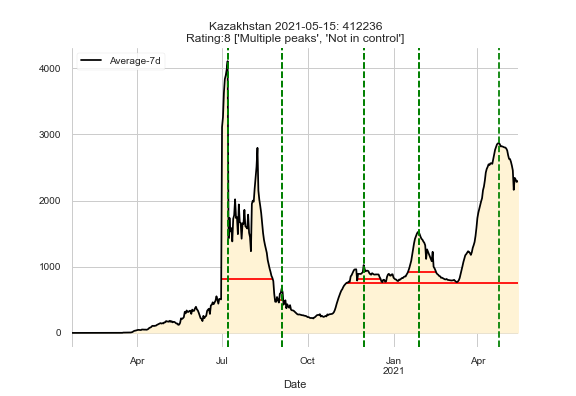 Kazakhstan 2021-05-15: 412236
Rating:8 ['Multiple peaks', 'Not in control']
Average-7d
4000
3000
2000
1000
0
Apr
Jul
Oct
Jan
2021
Apr
Date